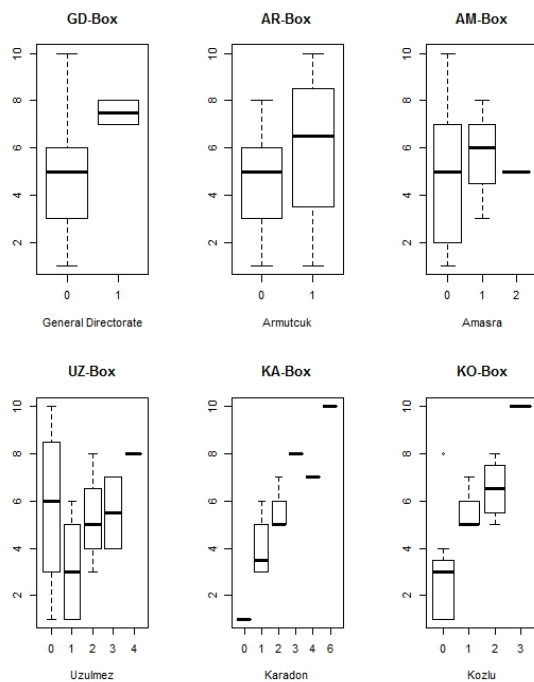 GD-Box
AR-Box
AM-Box
10
8
6
4
2
0 1
General Directorate
10
8
6
4
2
0 1
Armutcuk
10
8
6
4
2
0 1 2
Amasra
UZ-Box
KA-Box
KO-Box
10
8
6
4
2
0 1 2 3 4
Uzulmez
10
8
6
4
2
0 1 2 3 4 6
Karadon
10
8
6
4
2
0 1 2 3
Kozlu